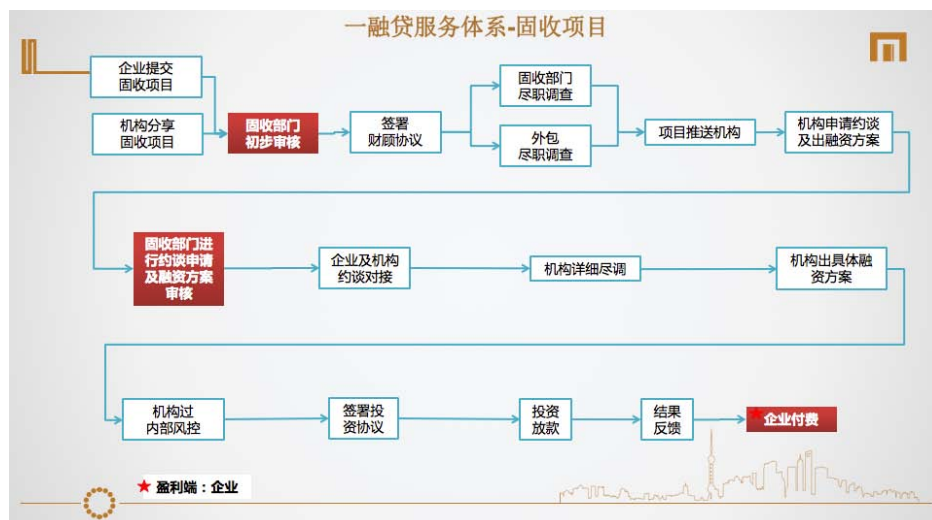 一融贷服务体系-固收项目
企业提交
固收项目
机构分享
固收项目
固收部门
初步审核
签署
财顾协议
固收部门
尽职调查
外包
尽职调查
项目推送机构
机构申请约谈
及出融资方案
固收部门进
行约谈申请
及融资方案
审核
企业及机构
约谈对接
机构详细尽调
机构出具体融
资方案
机构过
内部风控
签署投
资协议
投资
放款
结果
反馈
★企业付费
★ 盈利端：企业